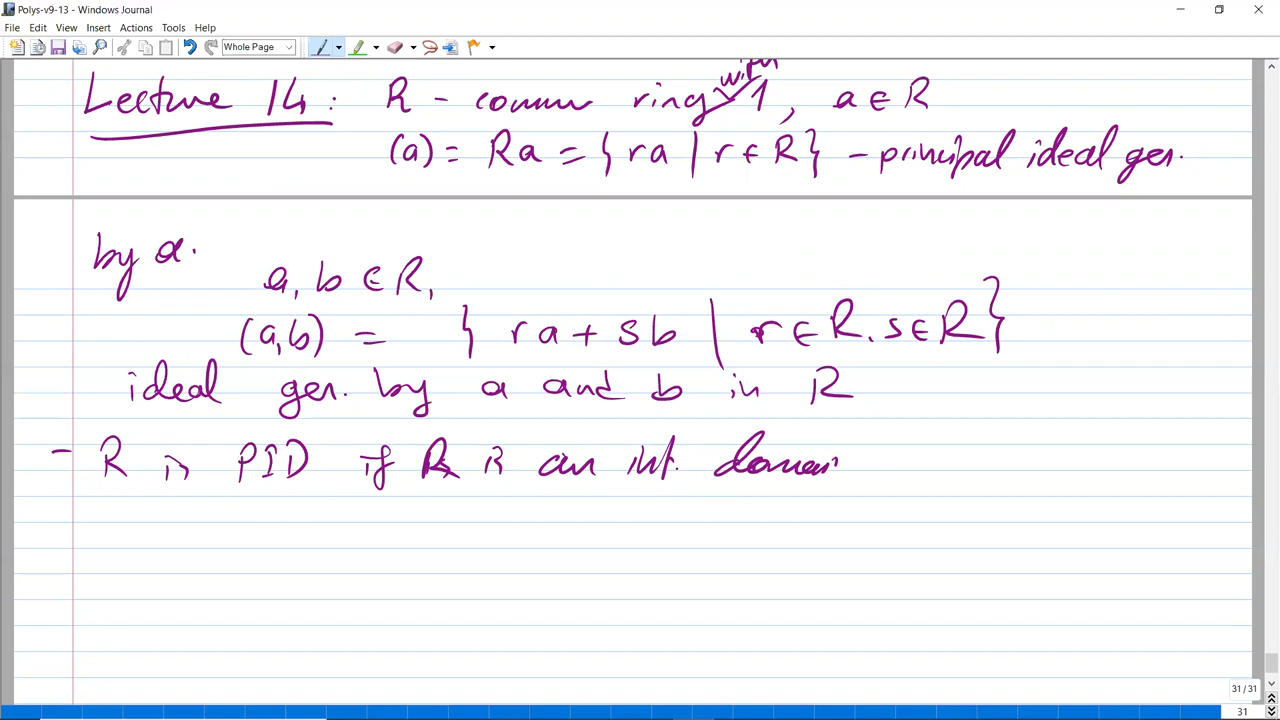 Polys-v9-13 - Windows Journal
File Edit View Insert Actions Tools Help
Whole Page
Lecture 14: R - comm ring with 1, a ∈ R
(a) = Ra = { ra | r ∈ R } - principal ideal gen.
by a.
a, b ∈ R,
(a,b) = { ra + sb | r ∈ R, s ∈ R }
ideal gen. by a and b in R
- R is PID if R is an int. domain
31 / 31
31